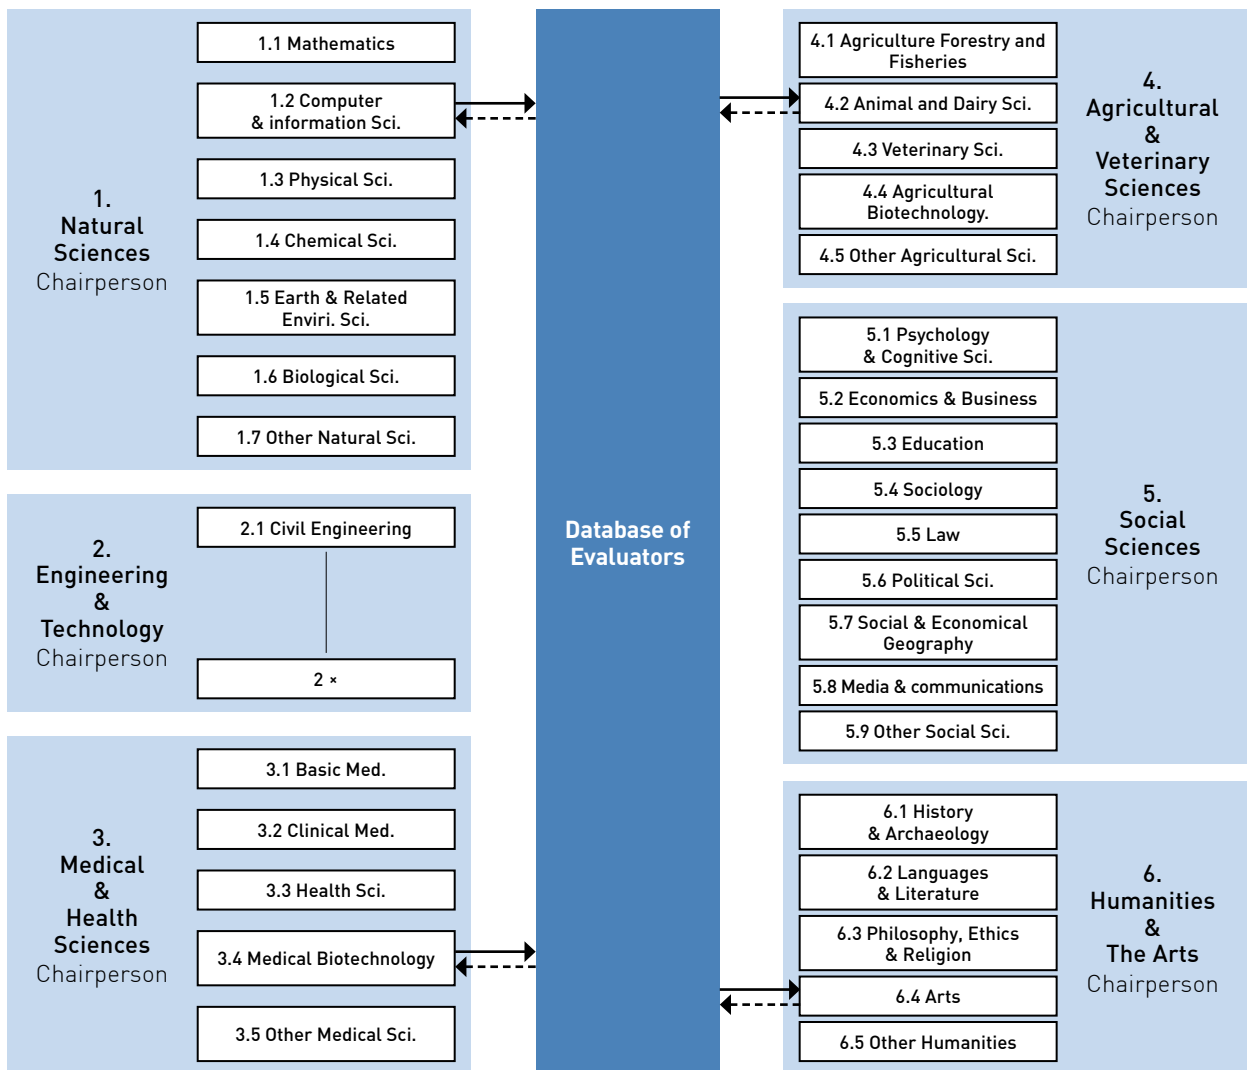 1.
Natural
Sciences
Chairperson
1.1 Mathematics
1.2 Computer
& information Sci.
1.3 Physical Sci.
1.4 Chemical Sci.
1.5 Earth & Related
Enviri. Sci.
1.6 Biological Sci.
1.7 Other Natural Sci.
2.
Engineering
&
Technology
Chairperson
2.1 Civil Engineering
2 ×
3.
Medical
&
Health
Sciences
Chairperson
3.1 Basic Med.
3.2 Clinical Med.
3.3 Health Sci.
3.4 Medical Biotechnology
3.5 Other Medical Sci.
Database of
Evaluators
4.1 Agriculture Forestry and
Fisheries
4.2 Animal and Dairy Sci.
4.3 Veterinary Sci.
4.4 Agricultural
Biotechnology.
4.5 Other Agricultural Sci.
4.
Agricultural
&
Veterinary
Sciences
Chairperson
5.1 Psychology
& Cognitive Sci.
5.2 Economics & Business
5.3 Education
5.4 Sociology
5.5 Law
5.6 Political Sci.
5.7 Social & Economical
Geography
5.8 Media & communications
5.9 Other Social Sci.
5.
Social
Sciences
Chairperson
6.1 History
& Archaeology
6.2 Languages
& Literature
6.3 Philosophy, Ethics
& Religion
6.4 Arts
6.5 Other Humanities
6.
Humanities
&
The Arts
Chairperson